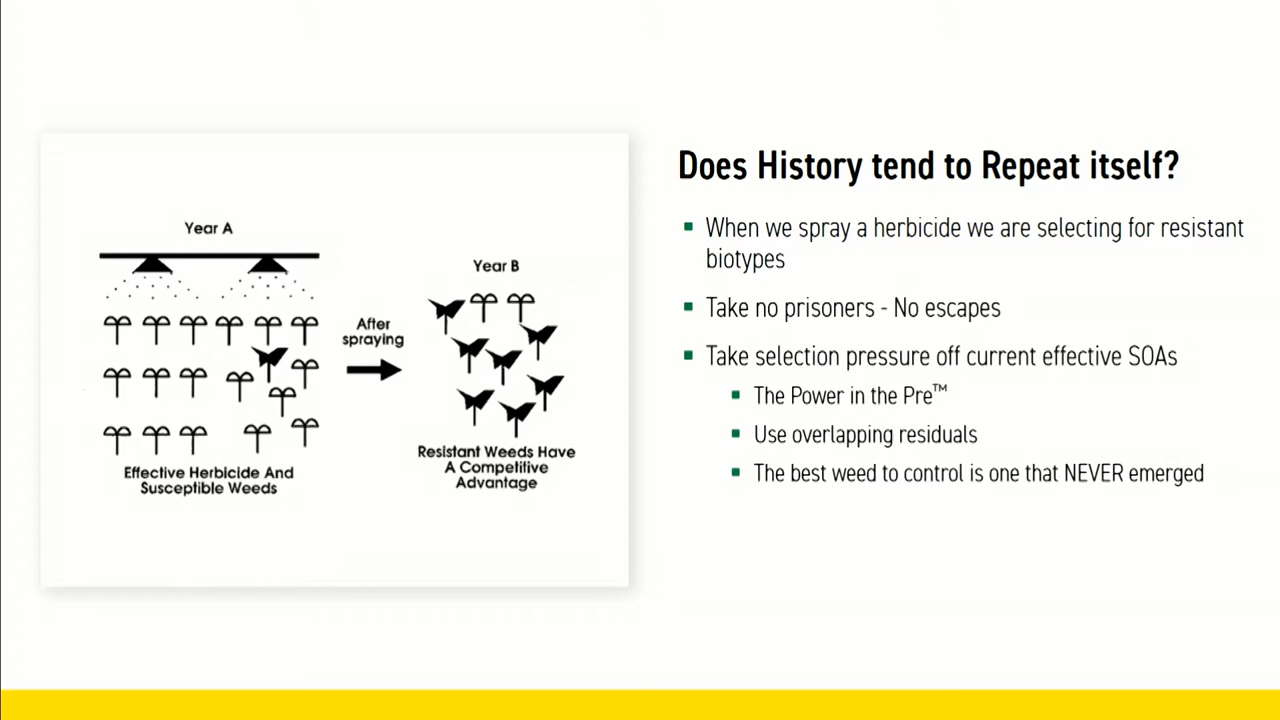 Year A
Year B
After
spraying
Effective Herbicide And
Susceptible Weeds
Resistant Weeds Have
A Competitive
Advantage
Does History tend to Repeat itself?
When we spray a herbicide we are selecting for resistant
biotypes
Take no prisoners - No escapes
Take selection pressure off current effective SOAs
The Power in the Pre™
Use overlapping residuals
The best weed to control is one that NEVER emerged